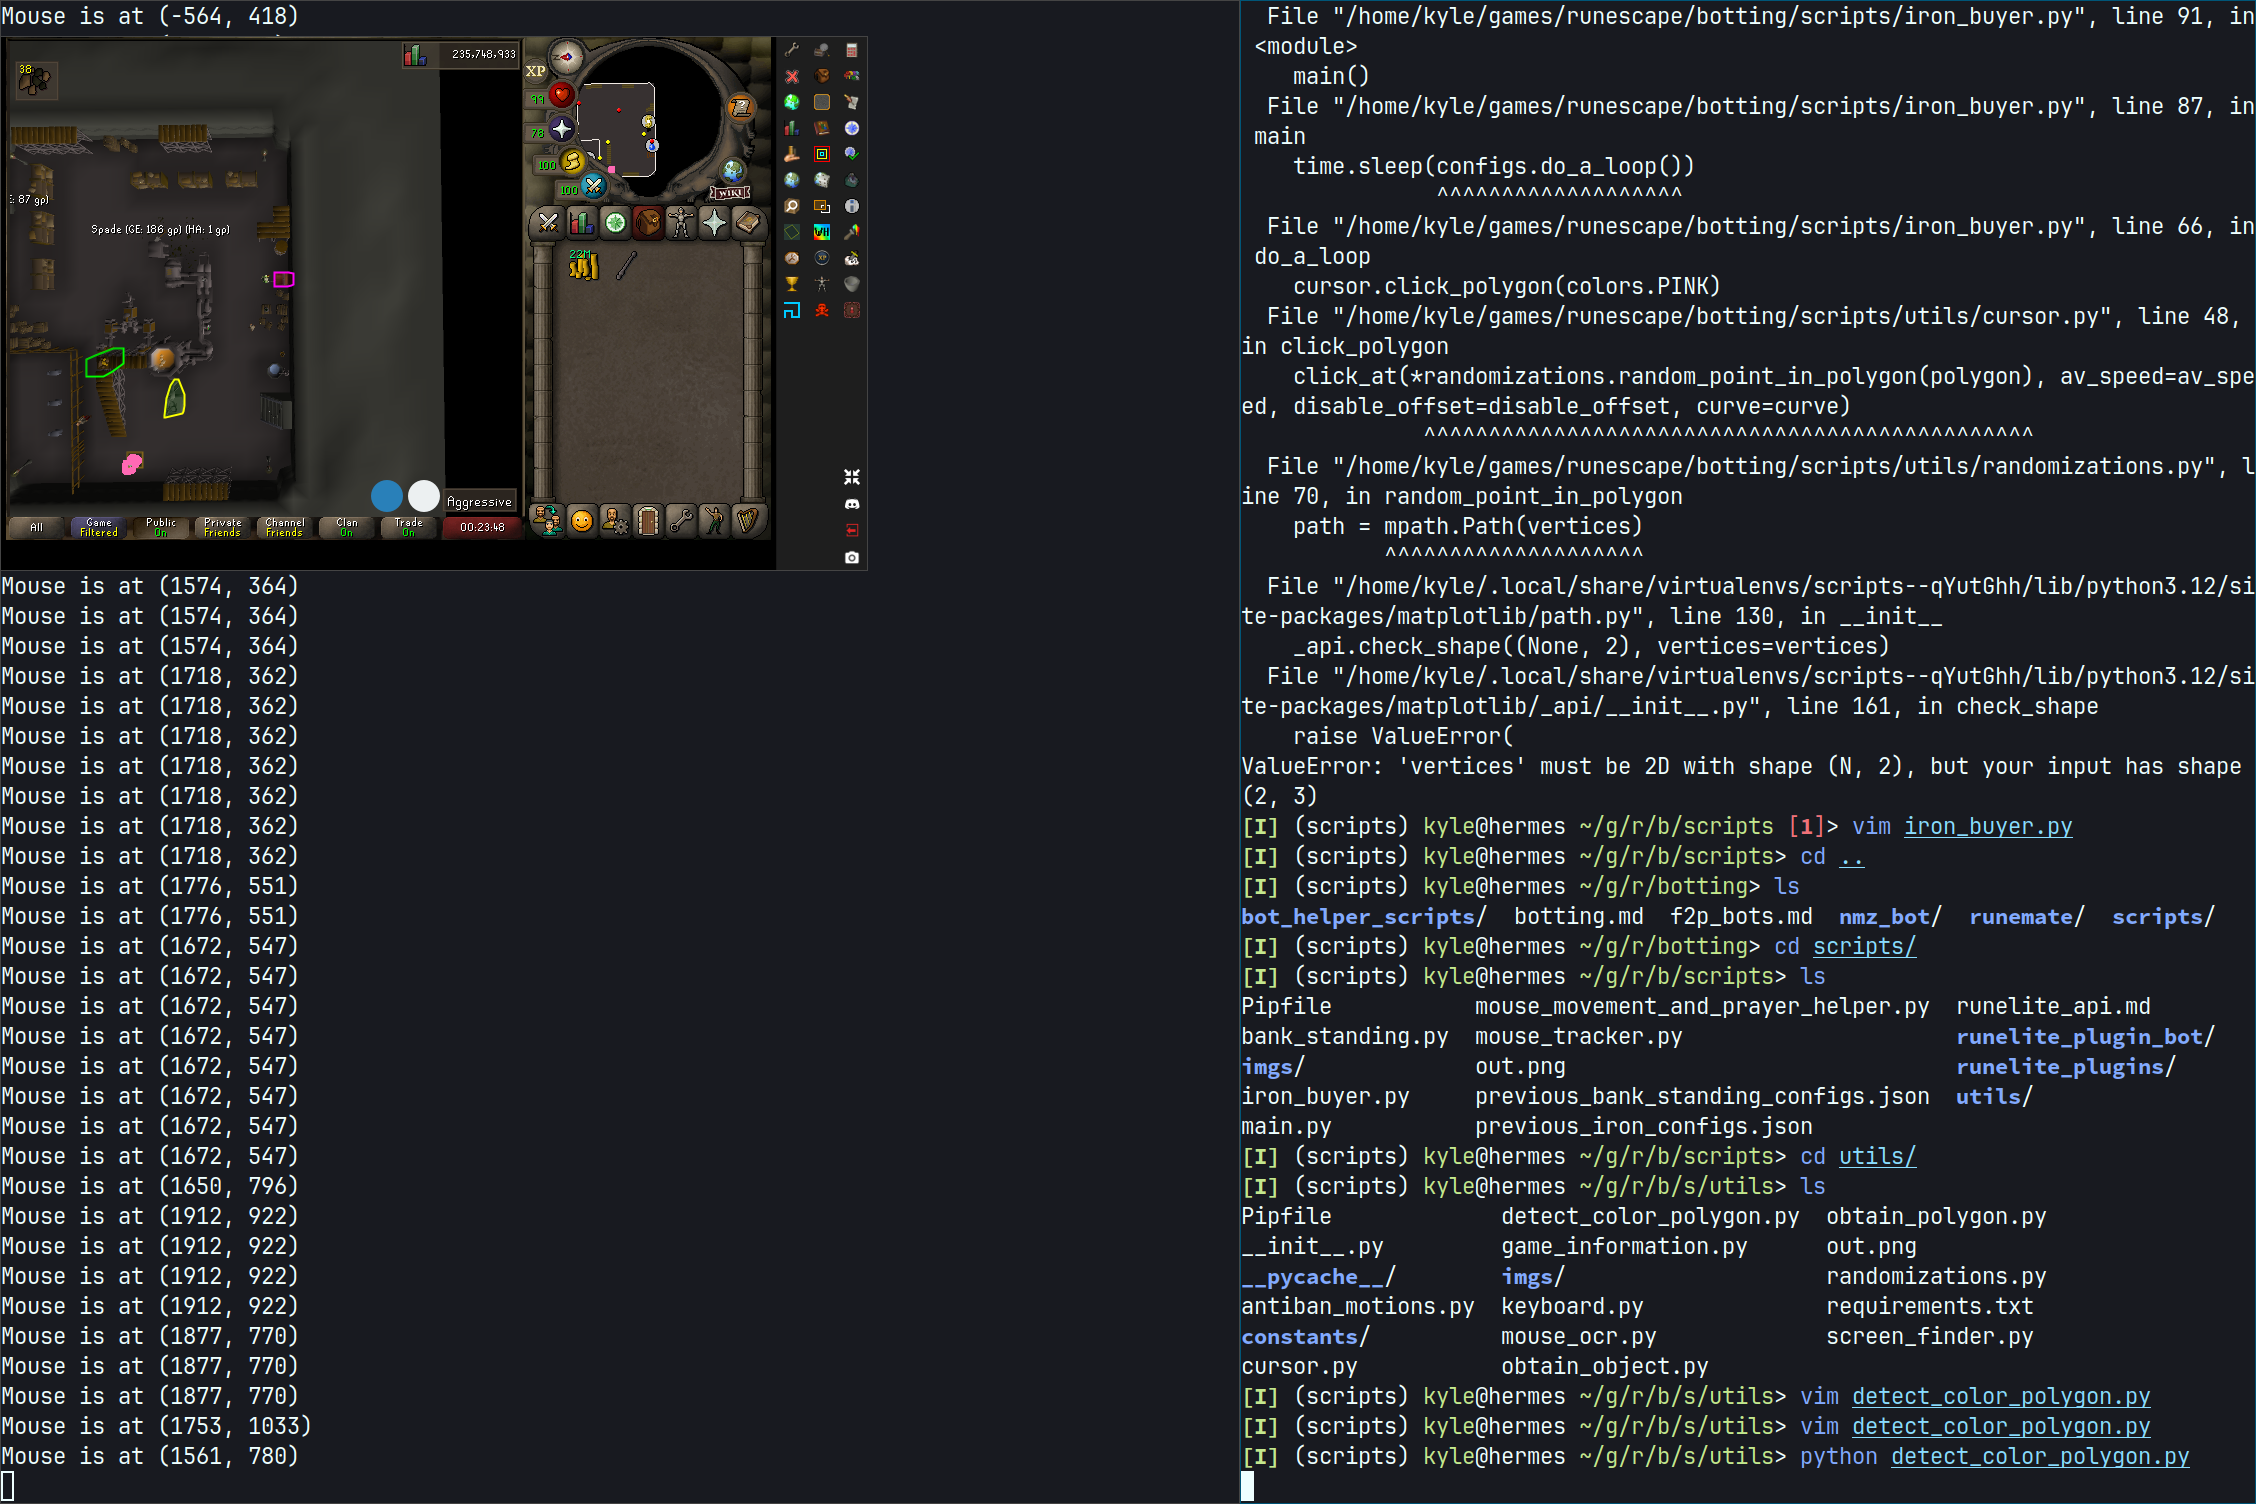 Mouse is at (-564, 418)
38
235,748,933
XP
99
78
100
100
WIKI
: 87 gp)
Spade (GE: 186 gp) (HA: 1 gp)
22M
Aggressive
All
Game
Filtered
Public
On
Private
Friends
Channel
Friends
Clan
On
Trade
On
00:23:48
Mouse is at (1574, 364)
Mouse is at (1574, 364)
Mouse is at (1574, 364)
Mouse is at (1718, 362)
Mouse is at (1718, 362)
Mouse is at (1718, 362)
Mouse is at (1718, 362)
Mouse is at (1718, 362)
Mouse is at (1718, 362)
Mouse is at (1718, 362)
Mouse is at (1776, 551)
Mouse is at (1776, 551)
Mouse is at (1672, 547)
Mouse is at (1672, 547)
Mouse is at (1672, 547)
Mouse is at (1672, 547)
Mouse is at (1672, 547)
Mouse is at (1672, 547)
Mouse is at (1672, 547)
Mouse is at (1672, 547)
Mouse is at (1650, 796)
Mouse is at (1912, 922)
Mouse is at (1912, 922)
Mouse is at (1912, 922)
Mouse is at (1912, 922)
Mouse is at (1877, 770)
Mouse is at (1877, 770)
Mouse is at (1877, 770)
Mouse is at (1753, 1033)
Mouse is at (1561, 780)
File "/home/kyle/games/runescape/botting/scripts/iron_buyer.py", line 91, in
<module>
main()
File "/home/kyle/games/runescape/botting/scripts/iron_buyer.py", line 87, in
main
time.sleep(configs.do_a_loop())
^^^^^^^^^^^^^^^^^^^
File "/home/kyle/games/runescape/botting/scripts/iron_buyer.py", line 66, in
do_a_loop
cursor.click_polygon(colors.PINK)
File "/home/kyle/games/runescape/botting/scripts/utils/cursor.py", line 48,
in click_polygon
click_at(*randomizations.random_point_in_polygon(polygon), av_speed=av_spe
ed, disable_offset=disable_offset, curve=curve)
^^^^^^^^^^^^^^^^^^^^^^^^^^^^^^^^^^^^^^^^^^^^^^^
File "/home/kyle/games/runescape/botting/scripts/utils/randomizations.py", l
ine 70, in random_point_in_polygon
path = mpath.Path(vertices)
^^^^^^^^^^^^^^^^^^^^
File "/home/kyle/.local/share/virtualenvs/scripts--qYutGhh/lib/python3.12/si
te-packages/matplotlib/path.py", line 130, in __init__
_api.check_shape((None, 2), vertices=vertices)
File "/home/kyle/.local/share/virtualenvs/scripts--qYutGhh/lib/python3.12/si
te-packages/matplotlib/_api/__init__.py", line 161, in check_shape
raise ValueError(
ValueError: 'vertices' must be 2D with shape (N, 2), but your input has shape
(2, 3)
[I] (scripts) kyle@hermes ~/g/r/b/scripts [1]> vim iron_buyer.py
[I] (scripts) kyle@hermes ~/g/r/b/scripts> cd ..
[I] (scripts) kyle@hermes ~/g/r/botting> ls
bot_helper_scripts/ botting.md f2p_bots.md nmz_bot/ runemate/ scripts/
[I] (scripts) kyle@hermes ~/g/r/botting> cd scripts/
[I] (scripts) kyle@hermes ~/g/r/b/scripts> ls
Pipfile mouse_movement_and_prayer_helper.py runelite_api.md
bank_standing.py mouse_tracker.py runelite_plugin_bot/
imgs/ out.png runelite_plugins/
iron_buyer.py previous_bank_standing_configs.json utils/
main.py previous_iron_configs.json
[I] (scripts) kyle@hermes ~/g/r/b/scripts> cd utils/
[I] (scripts) kyle@hermes ~/g/r/b/s/utils> ls
Pipfile detect_color_polygon.py obtain_polygon.py
__init__.py game_information.py out.png
__pycache__/ imgs/ randomizations.py
antiban_motions.py keyboard.py requirements.txt
constants/ mouse_ocr.py screen_finder.py
cursor.py obtain_object.py
[I] (scripts) kyle@hermes ~/g/r/b/s/utils> vim detect_color_polygon.py
[I] (scripts) kyle@hermes ~/g/r/b/s/utils> vim detect_color_polygon.py
[I] (scripts) kyle@hermes ~/g/r/b/s/utils> python detect_color_polygon.py